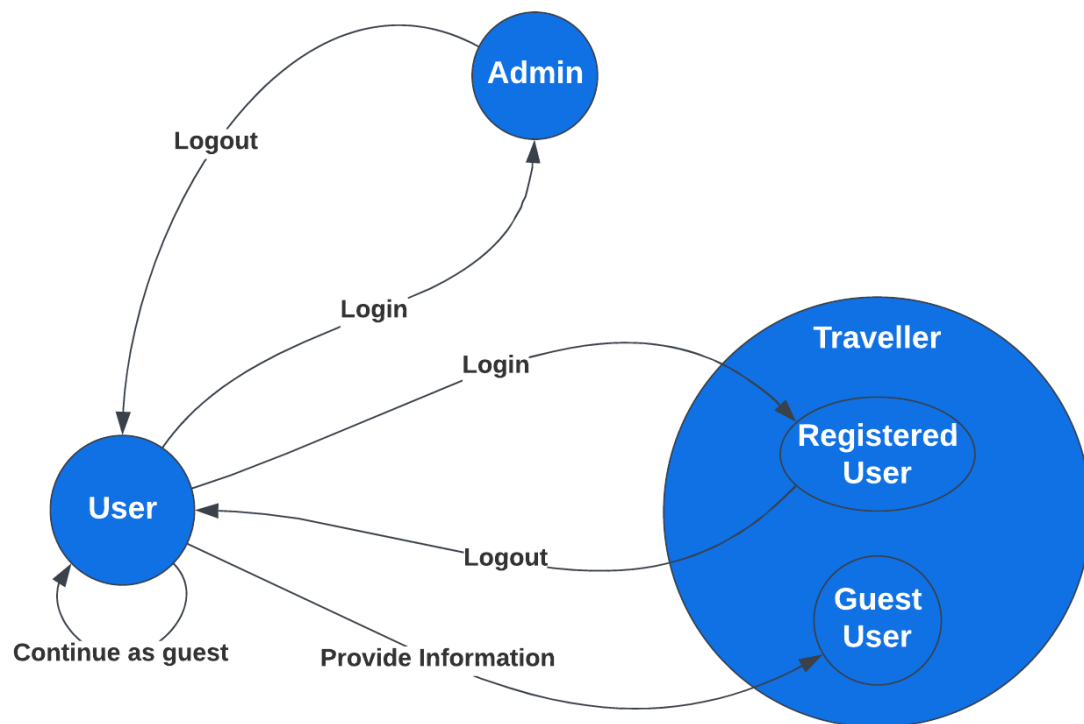 Admin
Logout
Login
Traveller
Login
Registered
User
User
Logout
Guest
User
Continue as guest
Provide Information